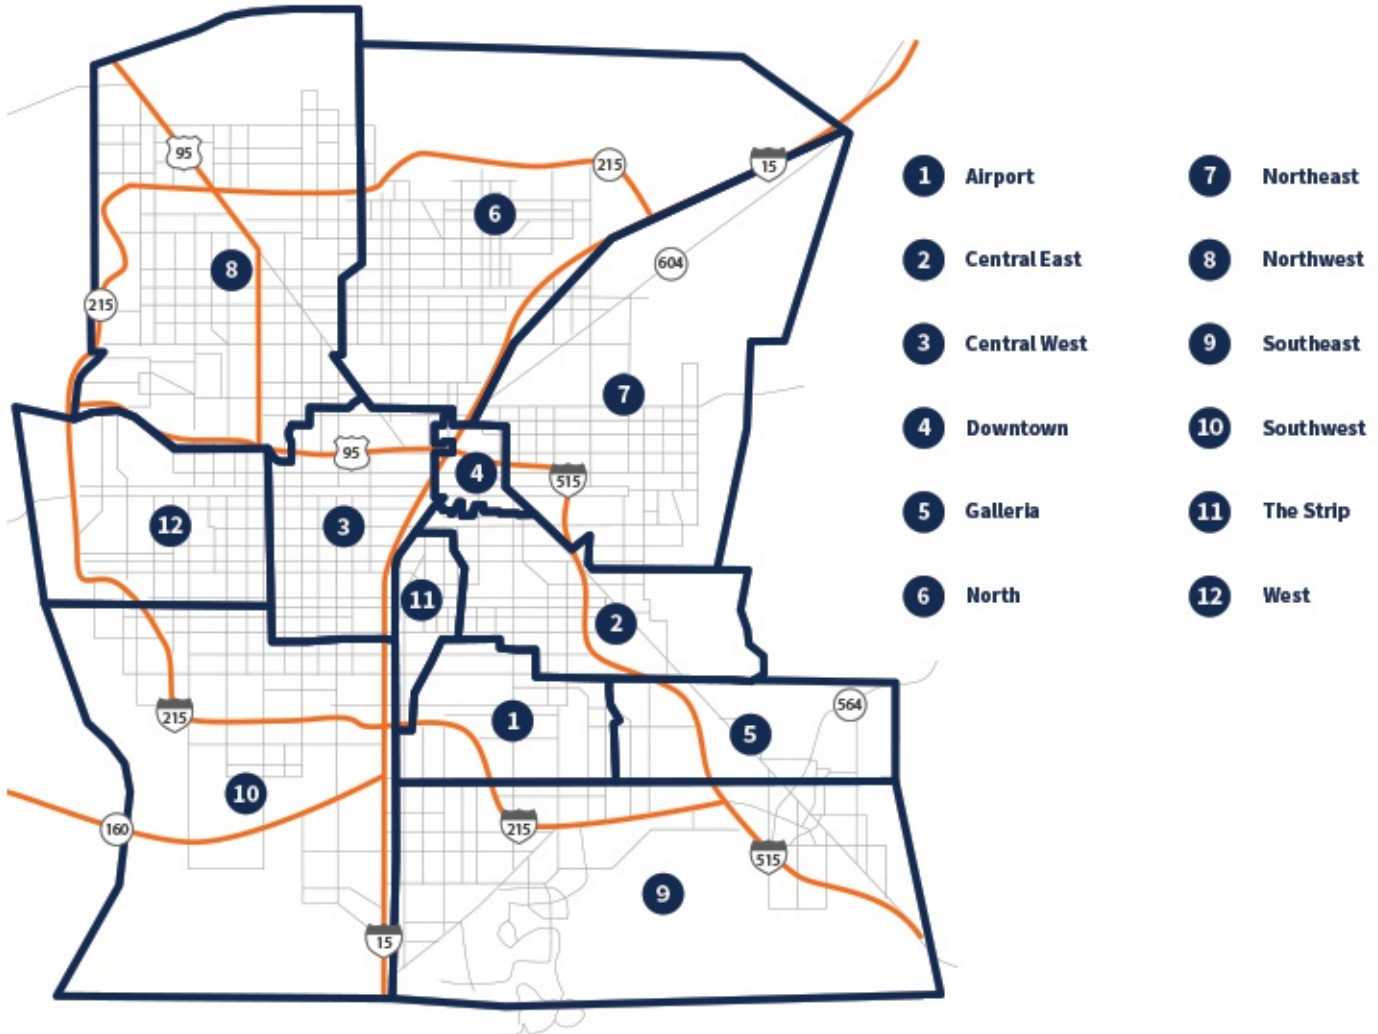 95
215
15
6
604
8
215
7
95
4
515
12
3
11
2
564
215
1
5
10
160
215
515
9
15
1 Airport
2 Central East
3 Central West
4 Downtown
5 Galleria
6 North
7 Northeast
8 Northwest
9 Southeast
10 Southwest
11 The Strip
12 West